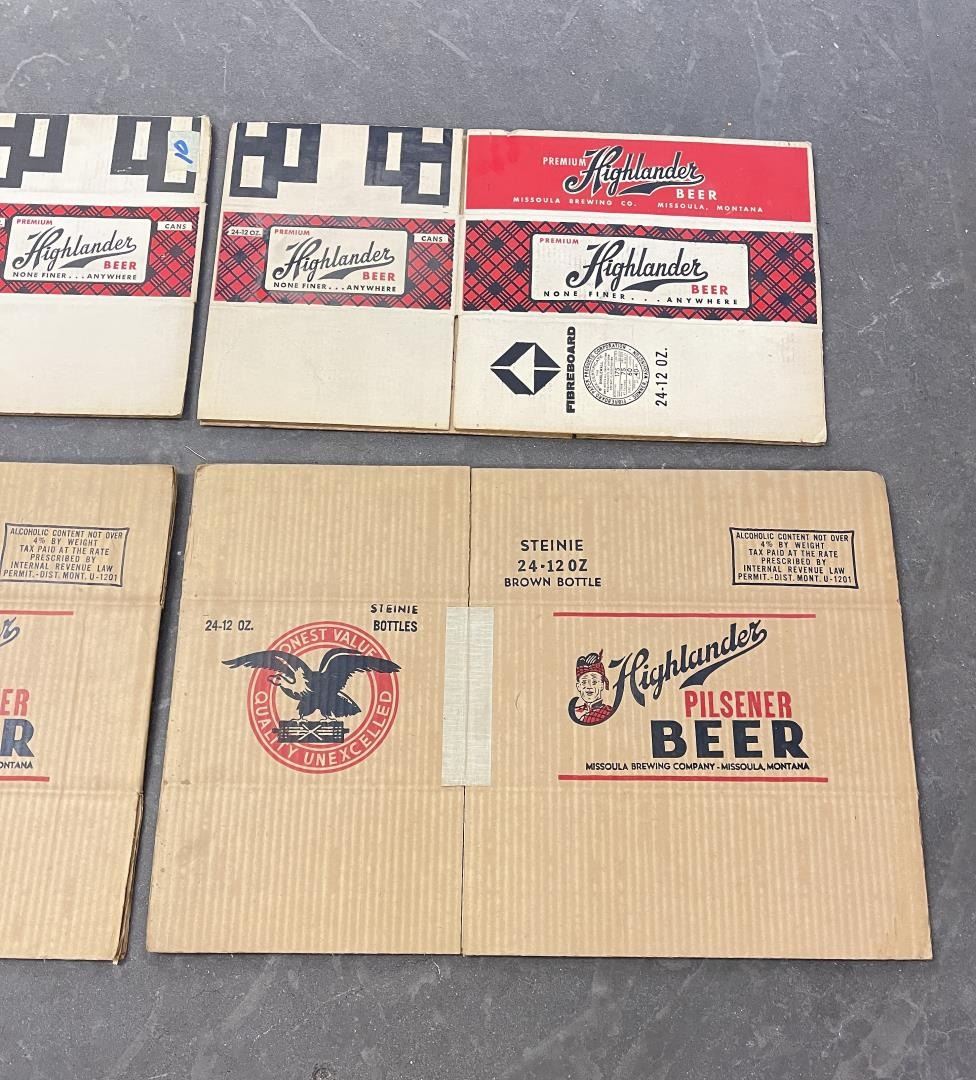 10
PREMIUM
CANS
Highlander
BEER
NONE FINER...ANYWHERE
24-12 OZ.
PREMIUM
CANS
Highlander
BEER
NONE FINER...ANYWHERE
PREMIUM Highlander
BEER
MISSOULA BREWING CO. MISSOULA, MONTANA
PREMIUM
Highlander
BEER
NONE FINER...ANYWHERE
FIBREBOARD
24-12 OZ.
ALCOHOLIC CONTENT NOT OVER
4% BY WEIGHT
TAX PAID AT THE RATE
PRESCRIBED BY
INTERNAL REVENUE LAW
PERMIT.-DIST. MONT. U-1201
ER
R
ONTANA
24-12 OZ.
STEINIE
BOTTLES
HONEST VALUE
QUALITY UNEXCELLED
STEINIE
24-12 OZ
BROWN BOTTLE
ALCOHOLIC CONTENT NOT OVER
4% BY WEIGHT
TAX PAID AT THE RATE
PRESCRIBED BY
INTERNAL REVENUE LAW
PERMIT.-DIST. MONT. U-1201
Highlander
PILSENER
BEER
MISSOULA BREWING COMPANY - MISSOULA, MONTANA